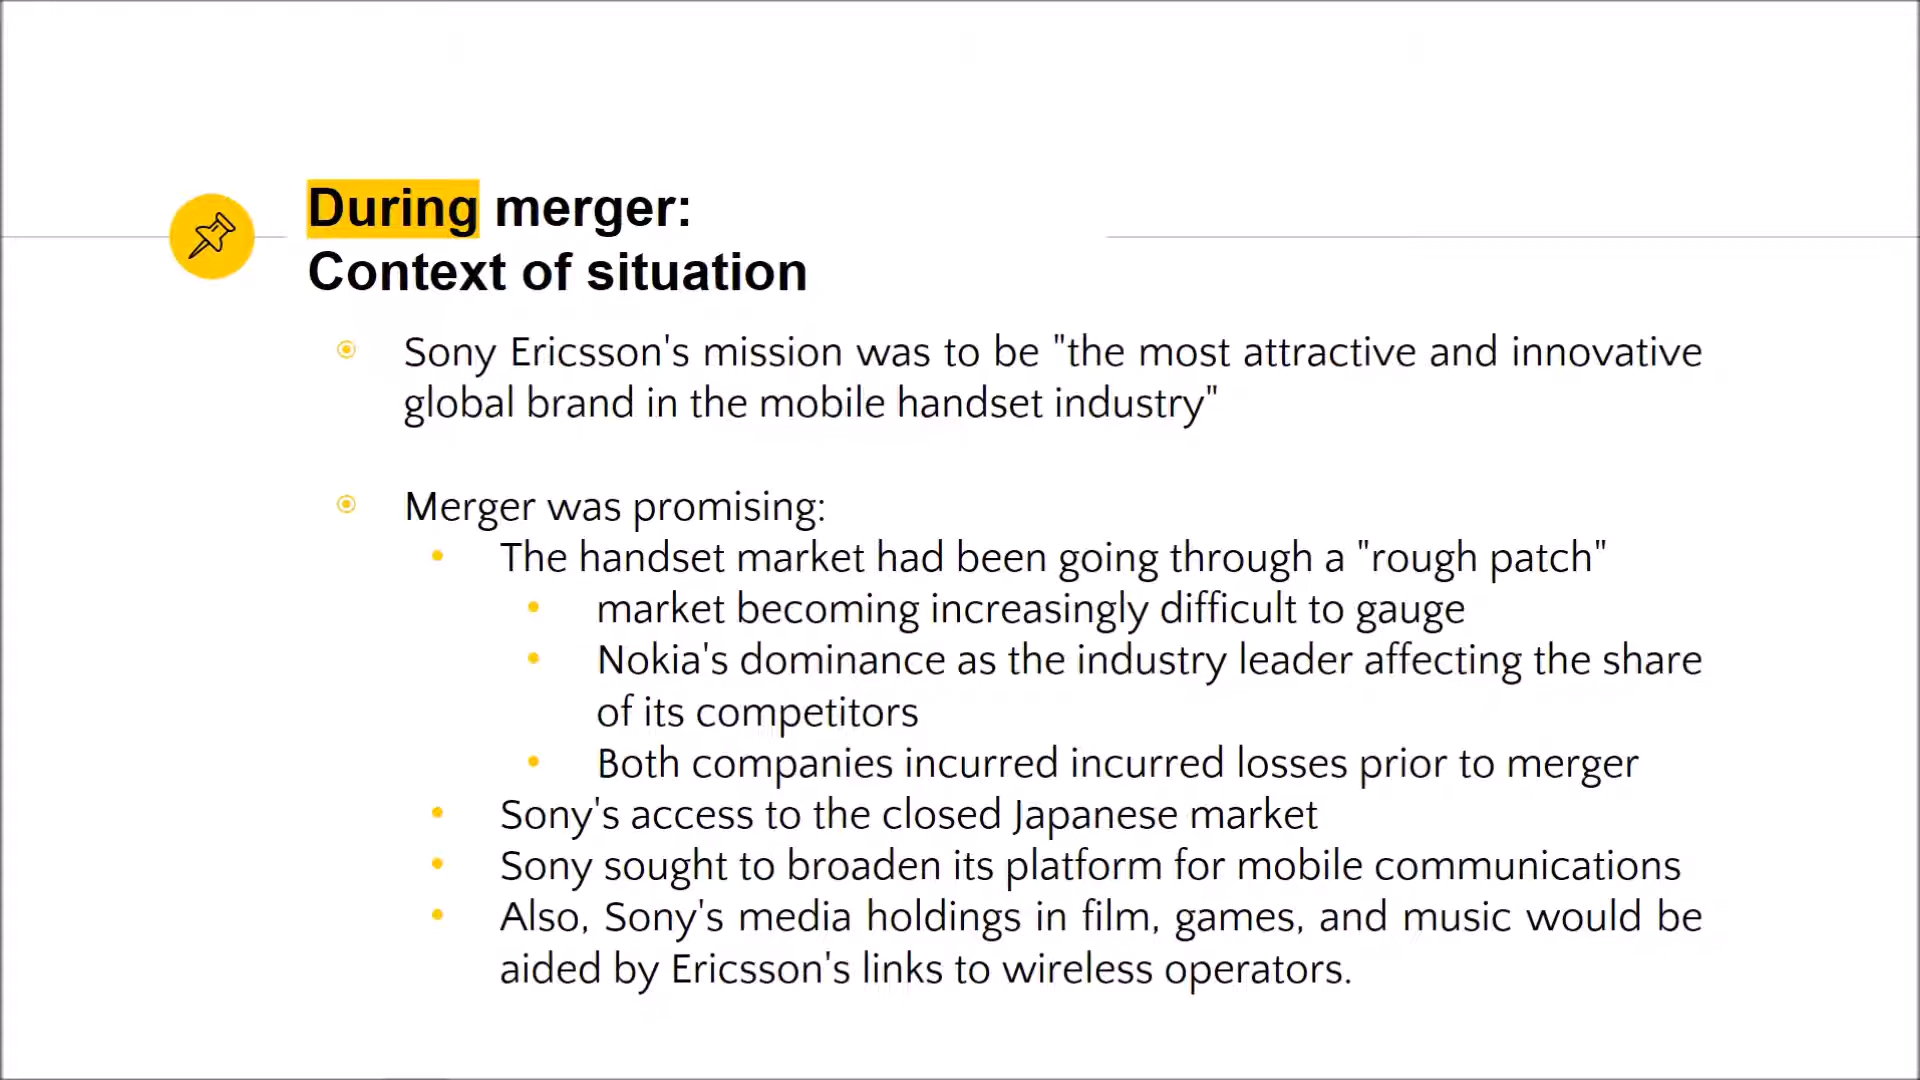 During merger:
Context of situation
Sony Ericsson's mission was to be "the most attractive and innovative
global brand in the mobile handset industry"
Merger was promising:
The handset market had been going through a "rough patch"
market becoming increasingly difficult to gauge
Nokia's dominance as the industry leader affecting the share
of its competitors
Both companies incurred incurred losses prior to merger
Sony's access to the closed Japanese market
Sony sought to broaden its platform for mobile communications
Also, Sony's media holdings in film, games, and music would be
aided by Ericsson's links to wireless operators.